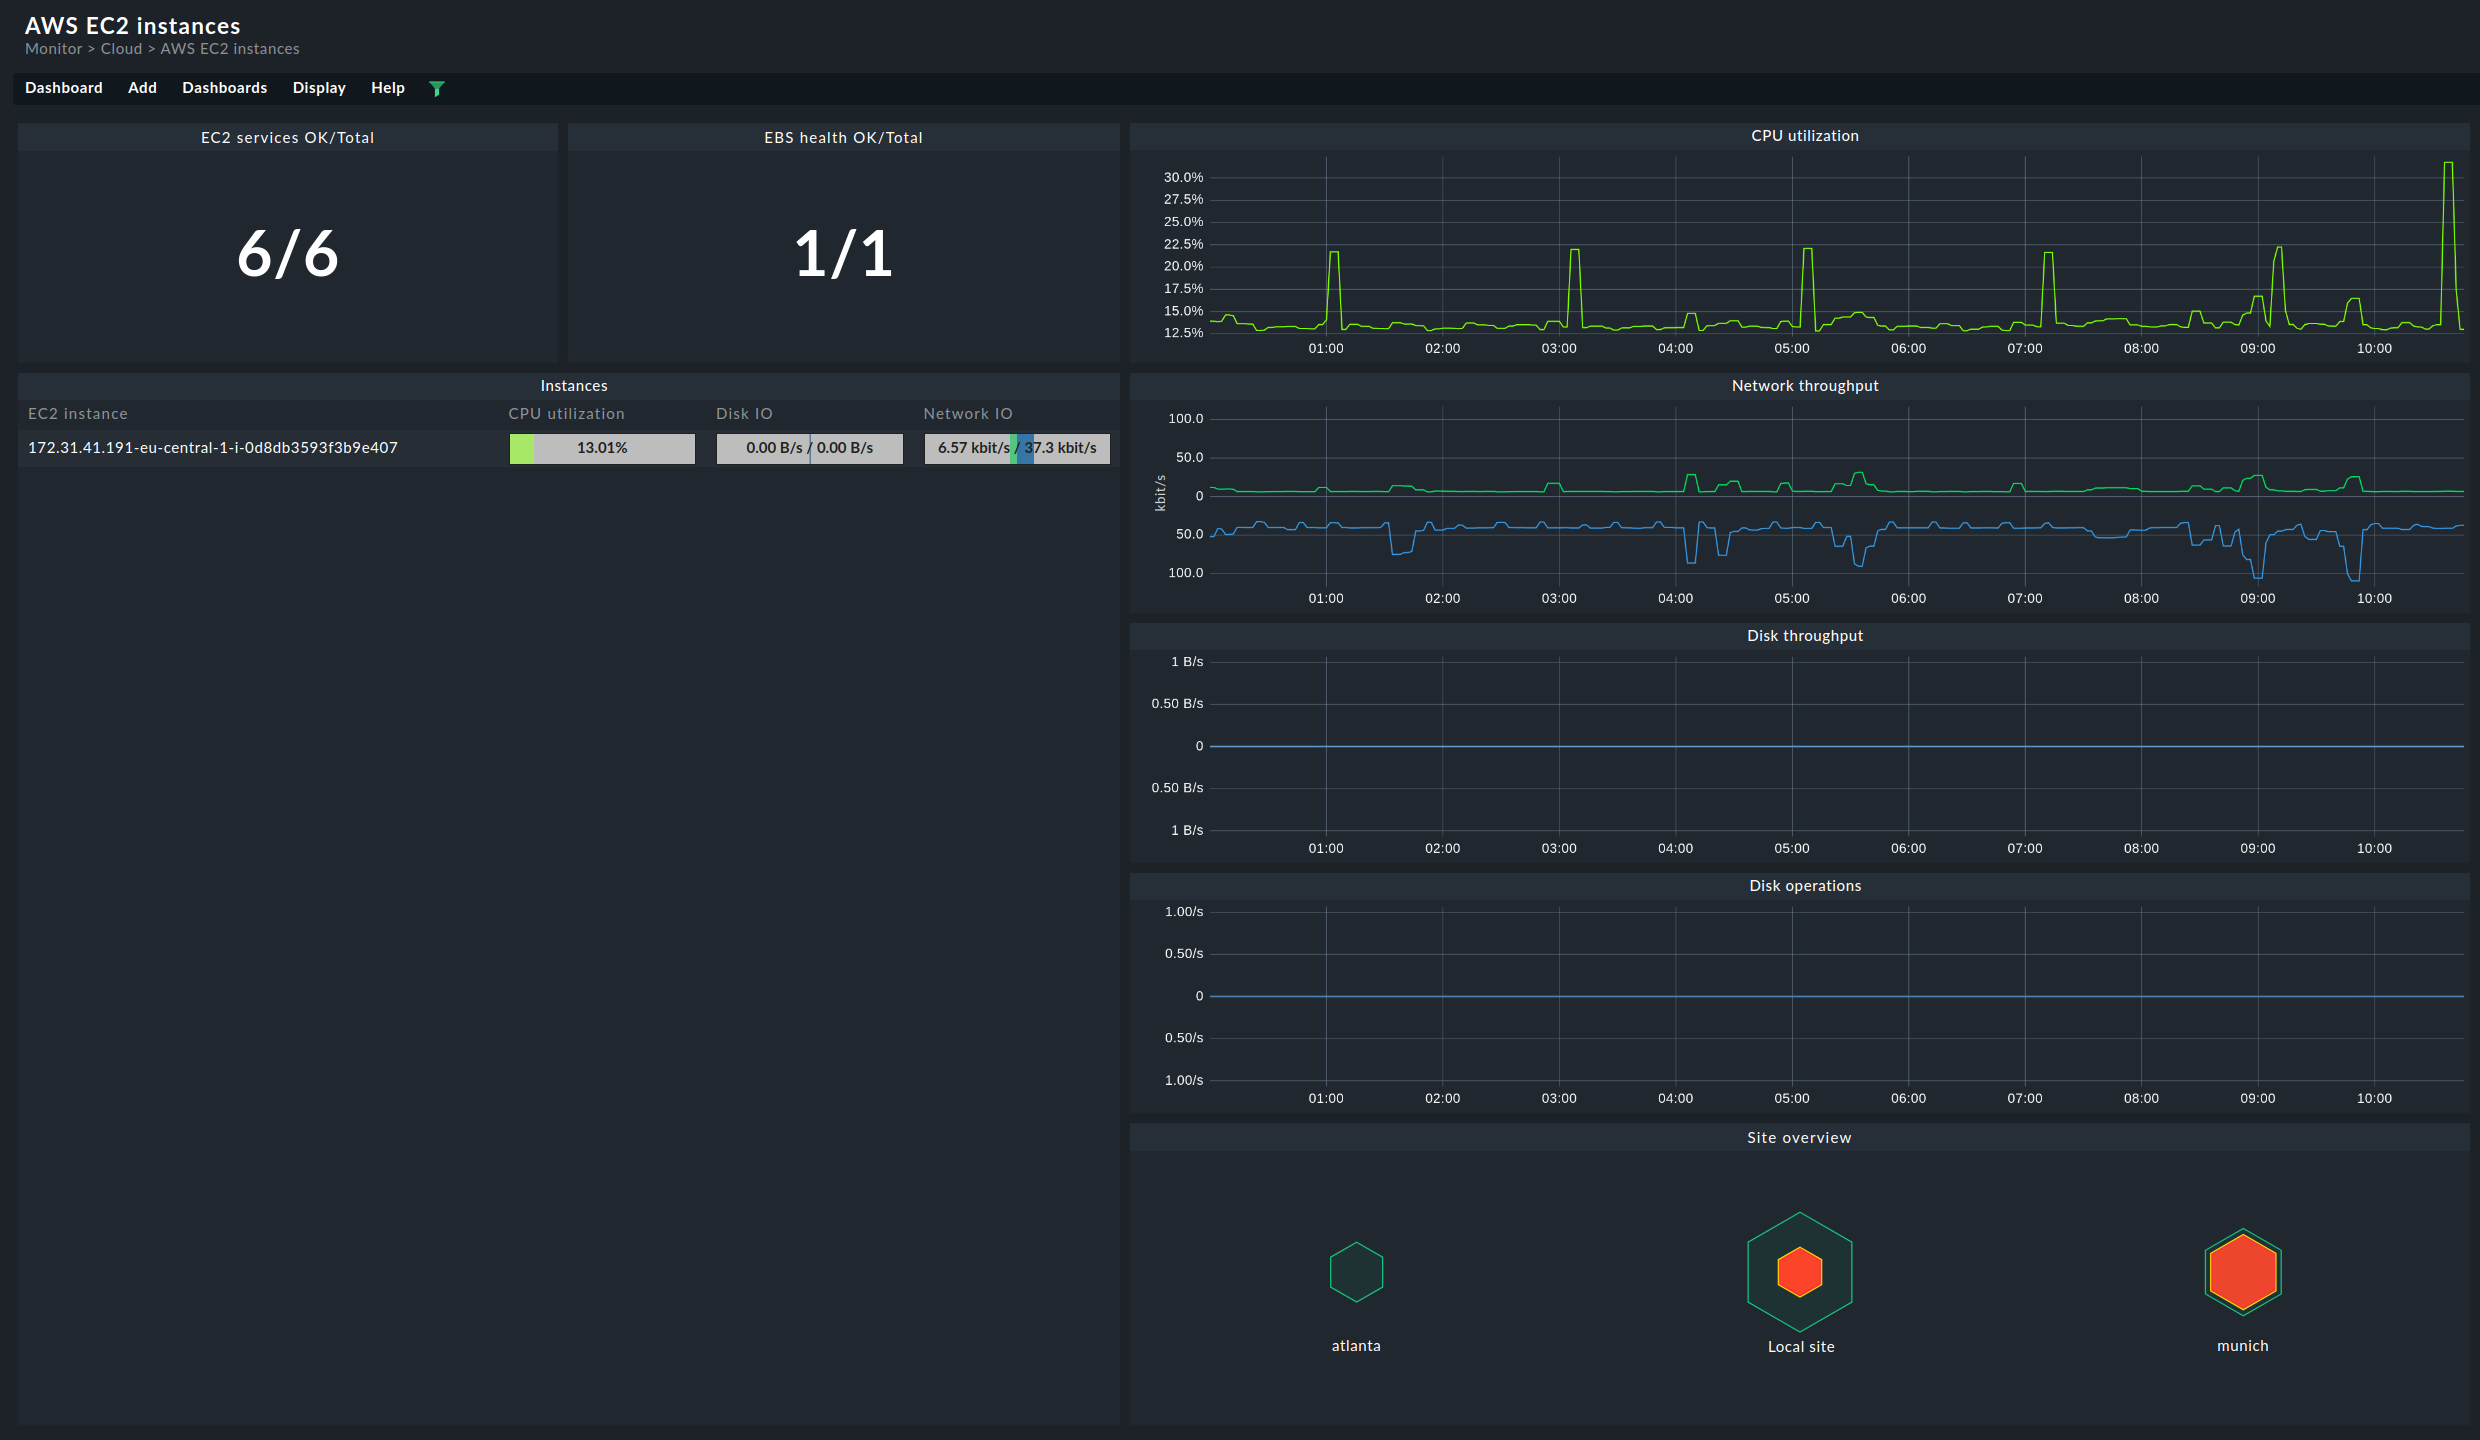 AWS EC2 instances
Monitor > Cloud > AWS EC2 instances
Dashboard Add Dashboards Display Help
EC2 services OK/Total
6/6
EBS health OK/Total
1/1
CPU utilization
30.0%
27.5%
25.0%
22.5%
20.0%
17.5%
15.0%
12.5%
01:00 02:00 03:00 04:00 05:00 06:00 07:00 08:00 09:00 10:00
Instances
EC2 instance CPU utilization Disk IO Network IO
172.31.41.191-eu-central-1-i-0d8db3593f3b9e407 13.01% 0.00 B/s / 0.00 B/s 6.57 kbit/s / 37.3 kbit/s
Network throughput
kbit/s
100.0
50.0
0
50.0
100.0
01:00 02:00 03:00 04:00 05:00 06:00 07:00 08:00 09:00 10:00
Disk throughput
1 B/s
0.50 B/s
0
0.50 B/s
1 B/s
01:00 02:00 03:00 04:00 05:00 06:00 07:00 08:00 09:00 10:00
Disk operations
1.00/s
0.50/s
0
0.50/s
1.00/s
01:00 02:00 03:00 04:00 05:00 06:00 07:00 08:00 09:00 10:00
Site overview
atlanta Local site munich